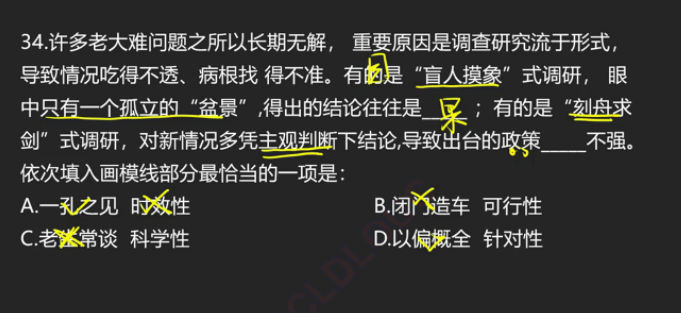 34.许多老大难问题之所以长期无解， 重要原因是调查研究流于形式，
导致情况吃得不透、病根找 得不准。有的是“盲人摸象”式调研， 眼
中只有一个孤立的“盆景”,得出的结论往往是____；有的是“刻舟求
剑”式调研，对新情况多凭主观判断下结论,导致出台的政策_____不强。
依次填入画横线部分最恰当的一项是：
A.一孔之见 时效性
B.闭门造车 可行性
C.老生常谈 科学性
D.以偏概全 针对性